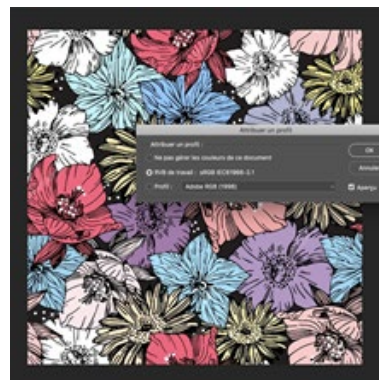 Attribuer un profil
Attribuer un profil :
Ne pas gérer les couleurs de ce document
RVB de travail : sRGB IEC61966-2.1
Profil : Adobe RGB (1998)
OK
Annuler
Aperçu